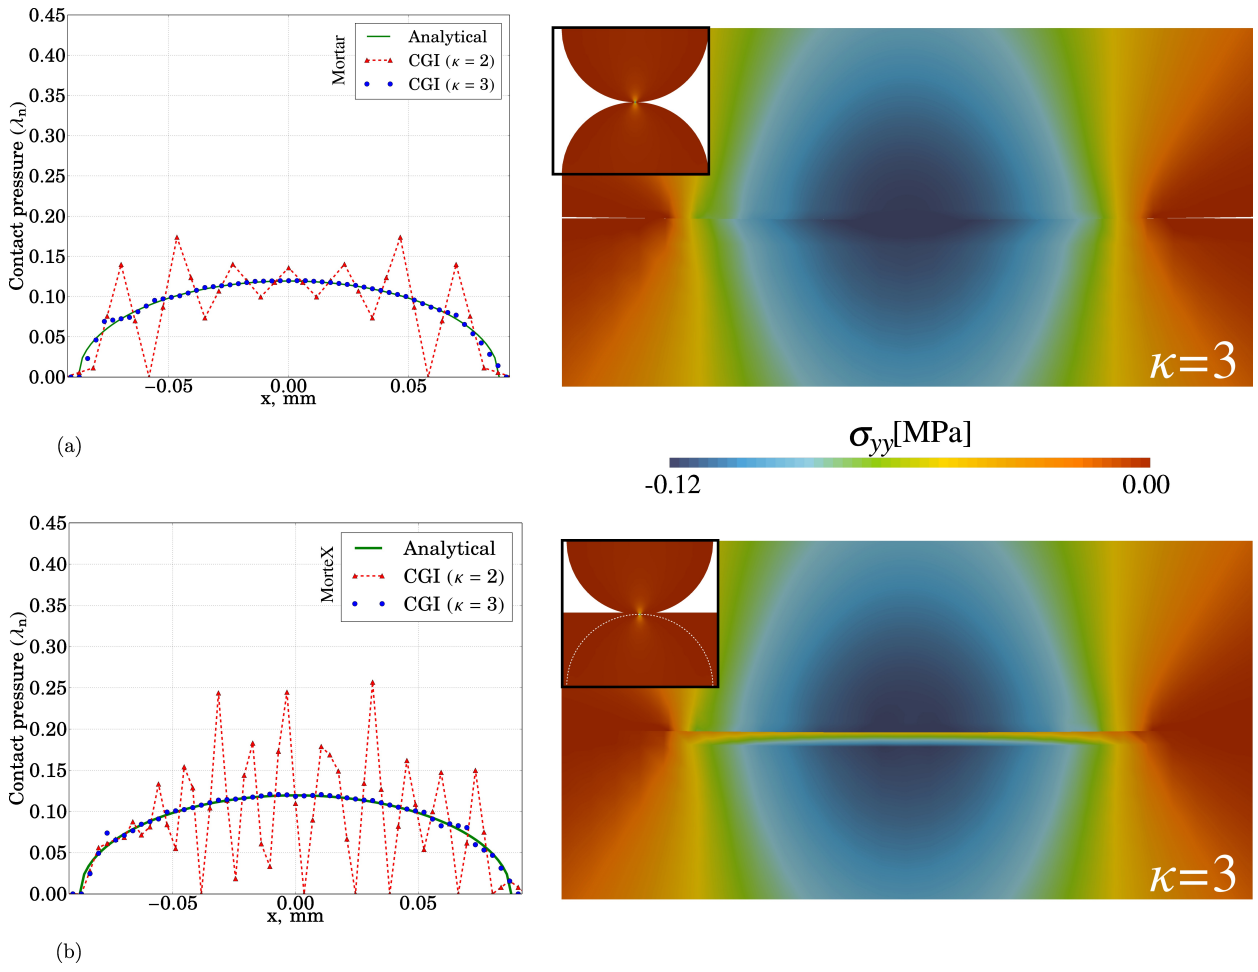 0.45
0.40
0.35
0.30
0.25
0.20
0.15
0.10
0.05
0.00
Contact pressure (λn)
−0.05
0.00
0.05
x, mm
Mortar
Analytical
CGI (κ = 2)
CGI (κ = 3)
(a)
κ=3
σyy[MPa]
-0.12
0.00
0.45
0.40
0.35
0.30
0.25
0.20
0.15
0.10
0.05
0.00
Contact pressure (λn)
−0.05
0.00
0.05
x, mm
MorteX
Analytical
CGI (κ = 2)
CGI (κ = 3)
(b)
κ=3